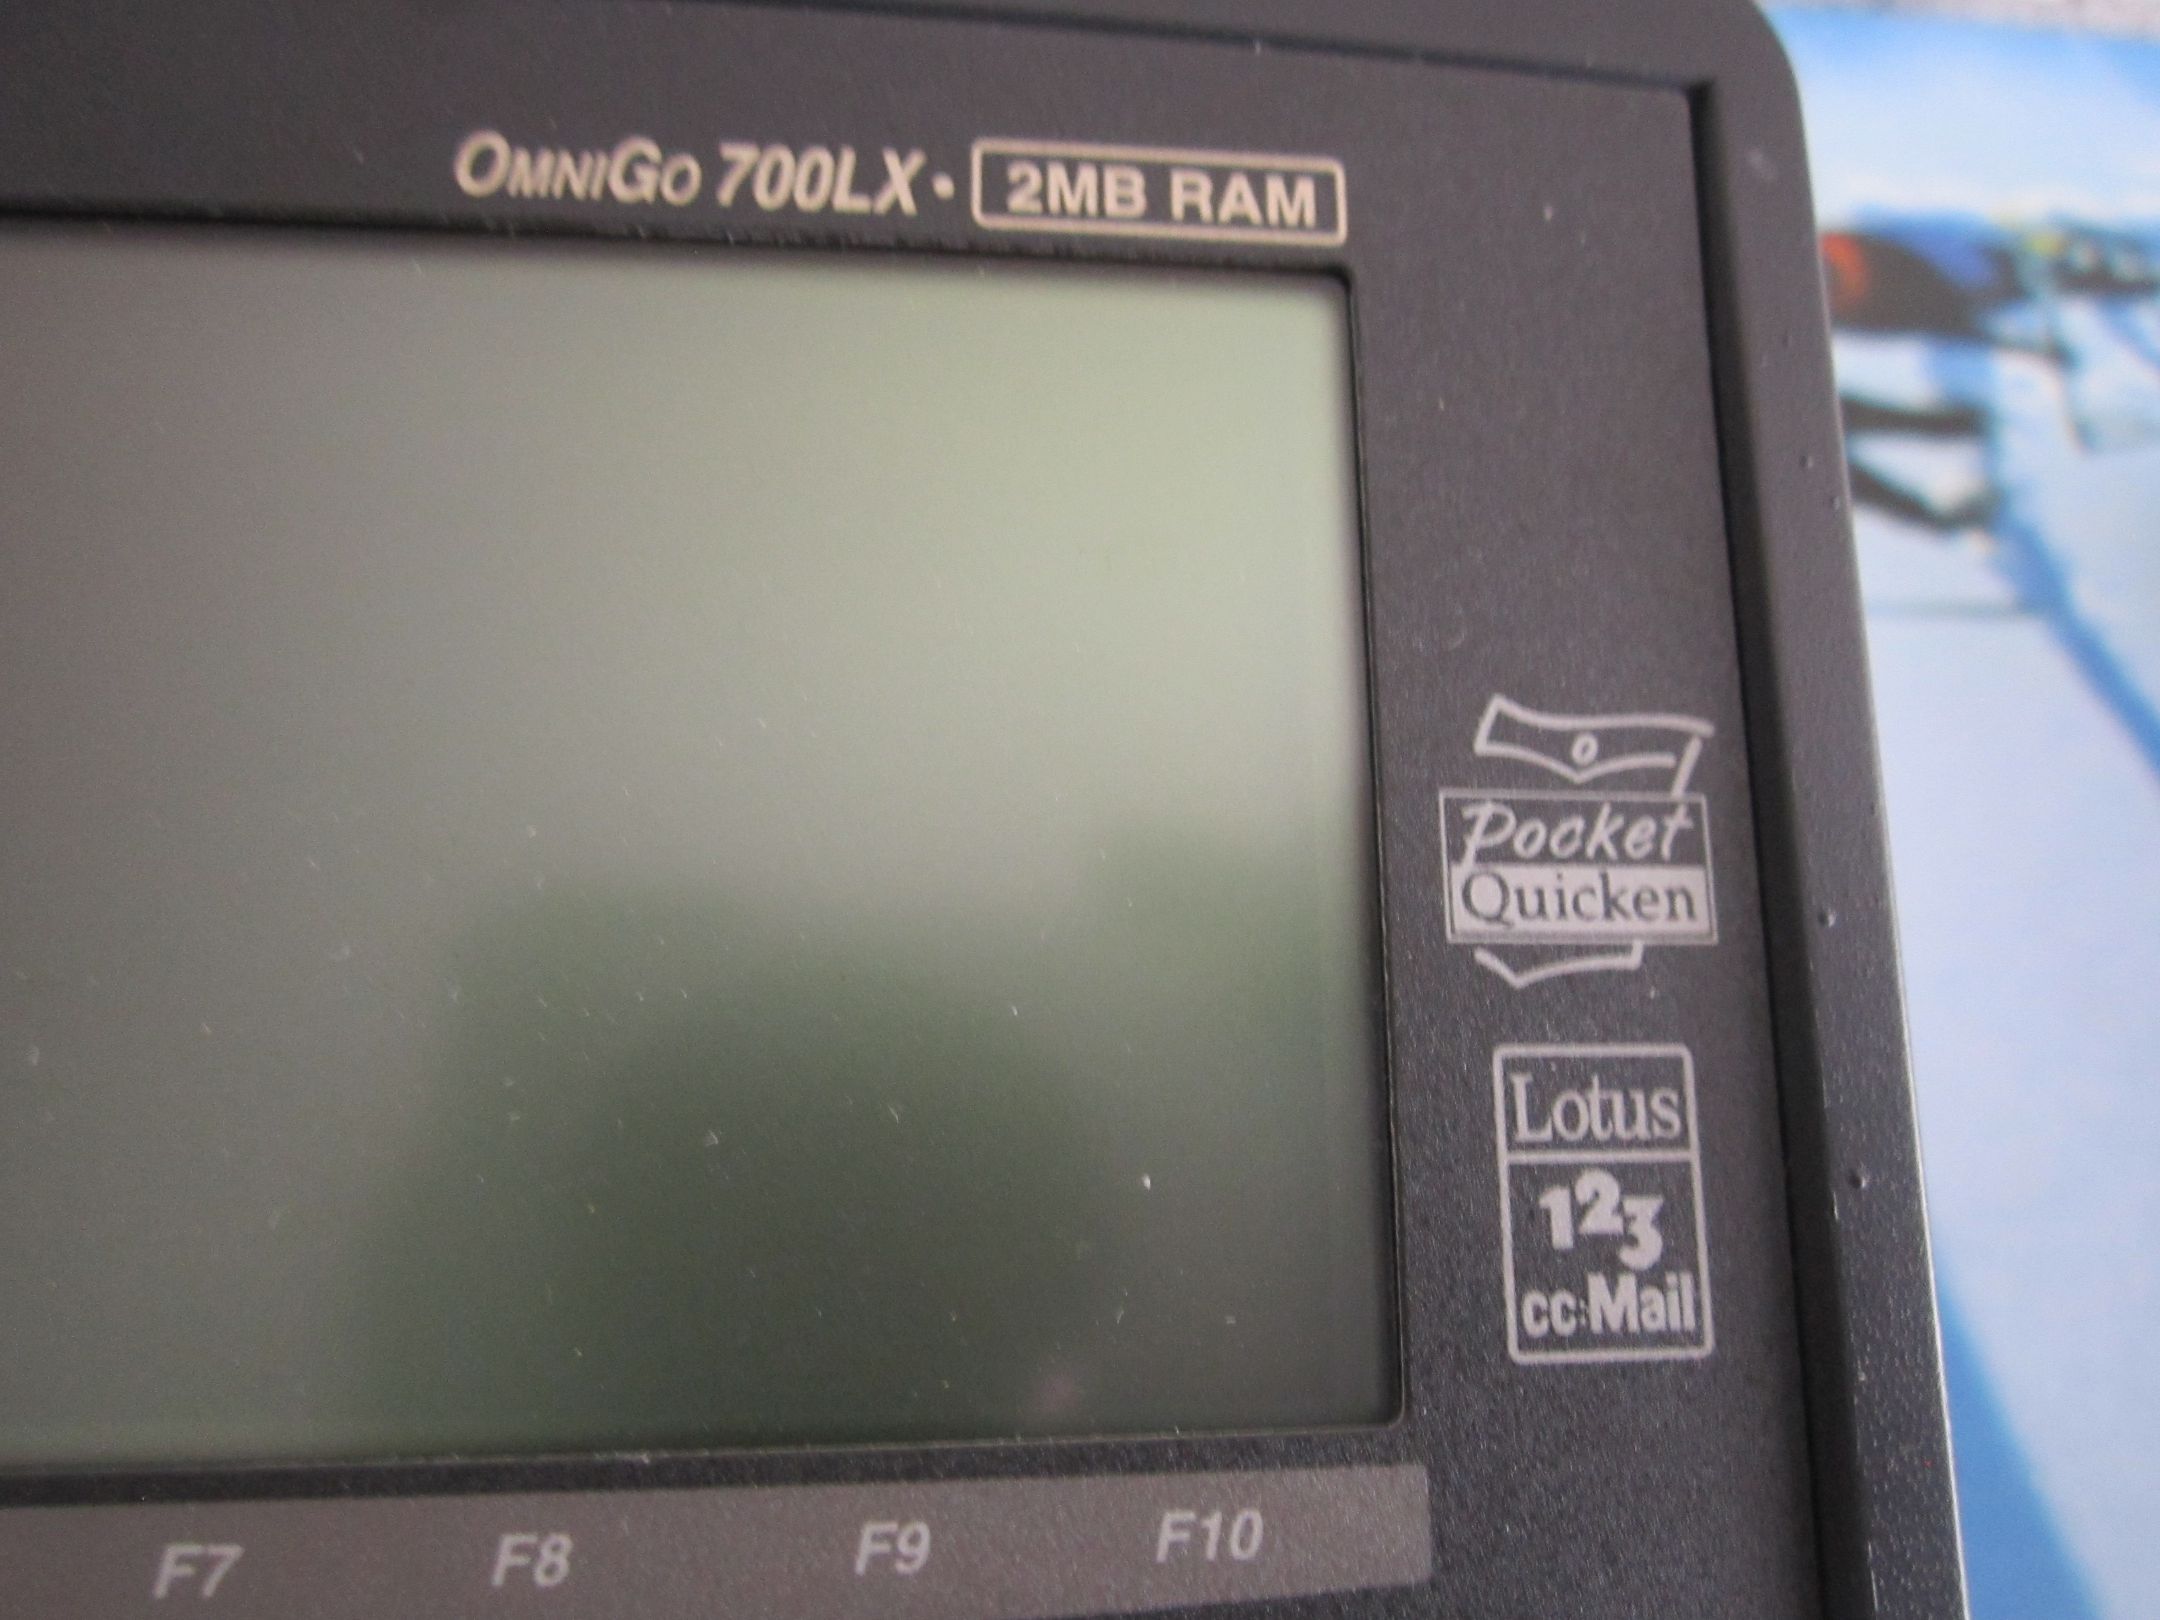 OMNIGO 700LX • 2MB RAM
Pocket
Quicken
Lotus
123
cc:Mail
F7 F8 F9 F10